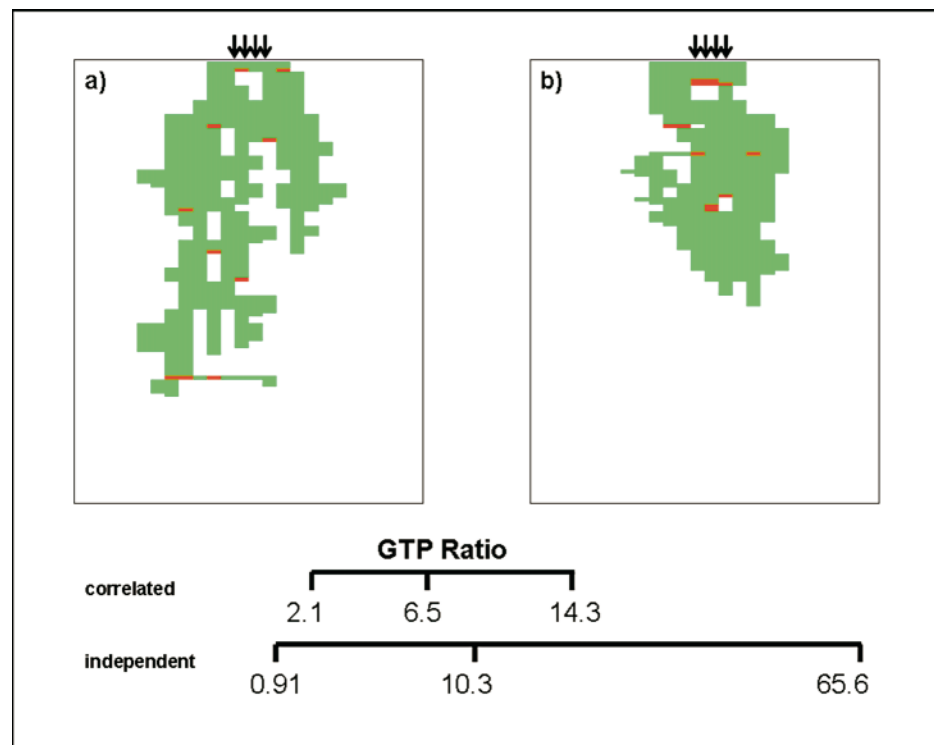 a)
b)
GTP Ratio
correlated
2.1 6.5 14.3
independent
0.91 10.3 65.6